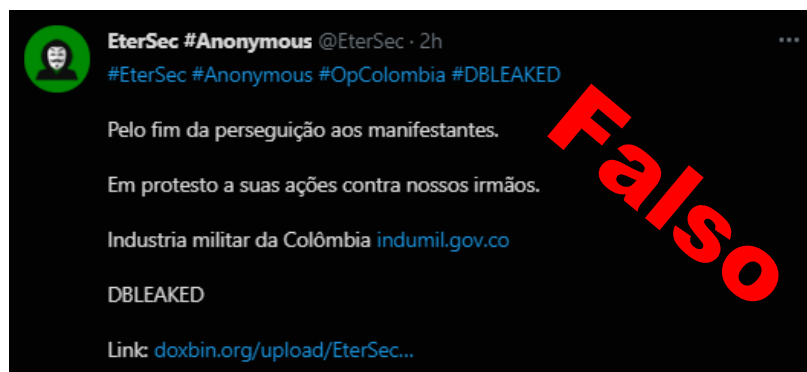 EterSec #Anonymous @EterSec · 2h
#EterSec #Anonymous #OpColombia #DBLEAKED
Pelo fim da perseguição aos manifestantes.
Em protesto a suas ações contra nossos irmãos.
Industria militar da Colômbia indumil.gov.co
DBLEAKED
Link: doxbin.org/upload/EterSec...
Falso